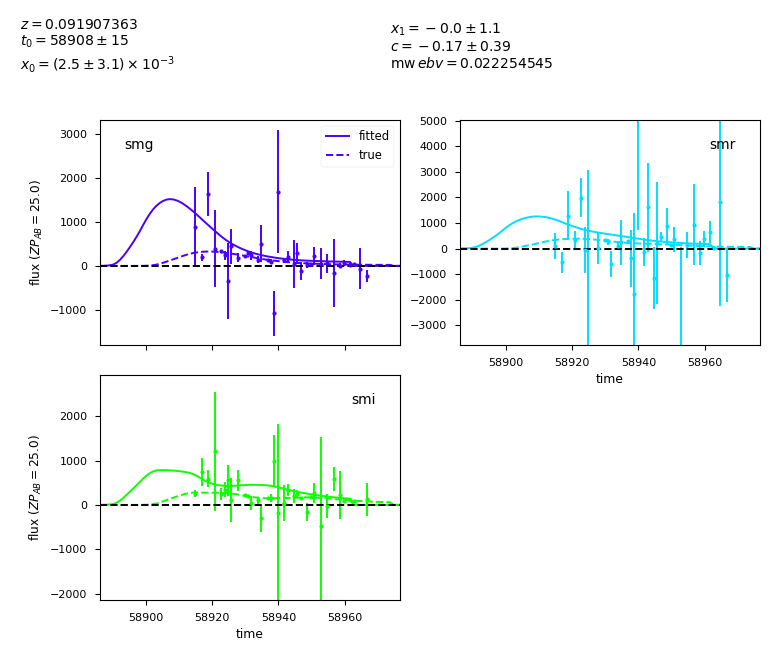 z = 0.091907363
t₀ = 58908 ± 15
x₀ = (2.5 ± 3.1) × 10⁻³
x₁ = −0.0 ± 1.1
c = −0.17 ± 0.39
mw ebv = 0.022254545
smg
fitted
true
3000
2000
1000
0
−1000
flux (ZP_AB = 25.0)
smr
5000
4000
3000
2000
1000
0
−1000
−2000
−3000
58900 58920 58940 58960
time
smi
2000
1000
0
−1000
−2000
flux (ZP_AB = 25.0)
58900 58920 58940 58960
time